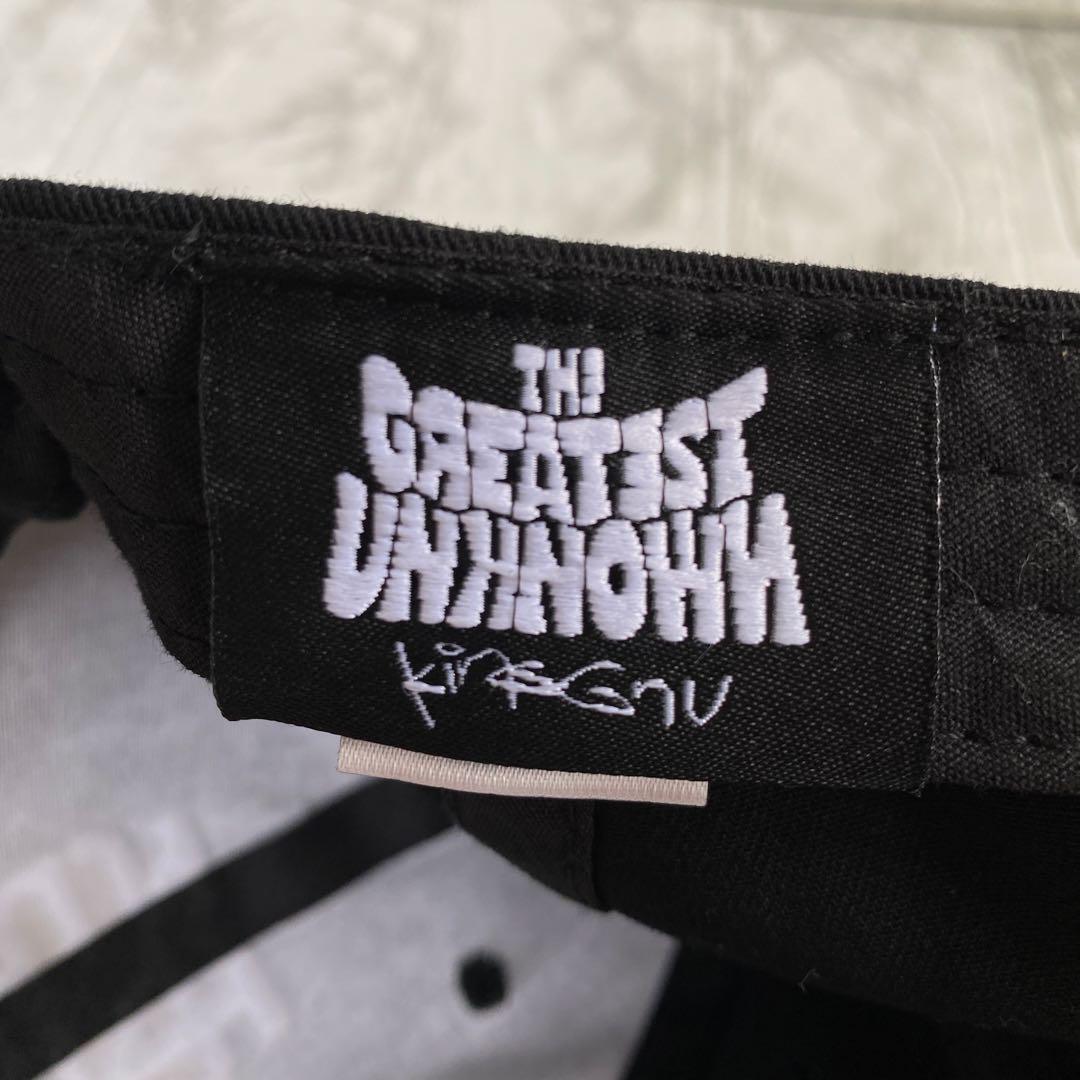 THE
GREATEST
UNKNOWN
King Gnu